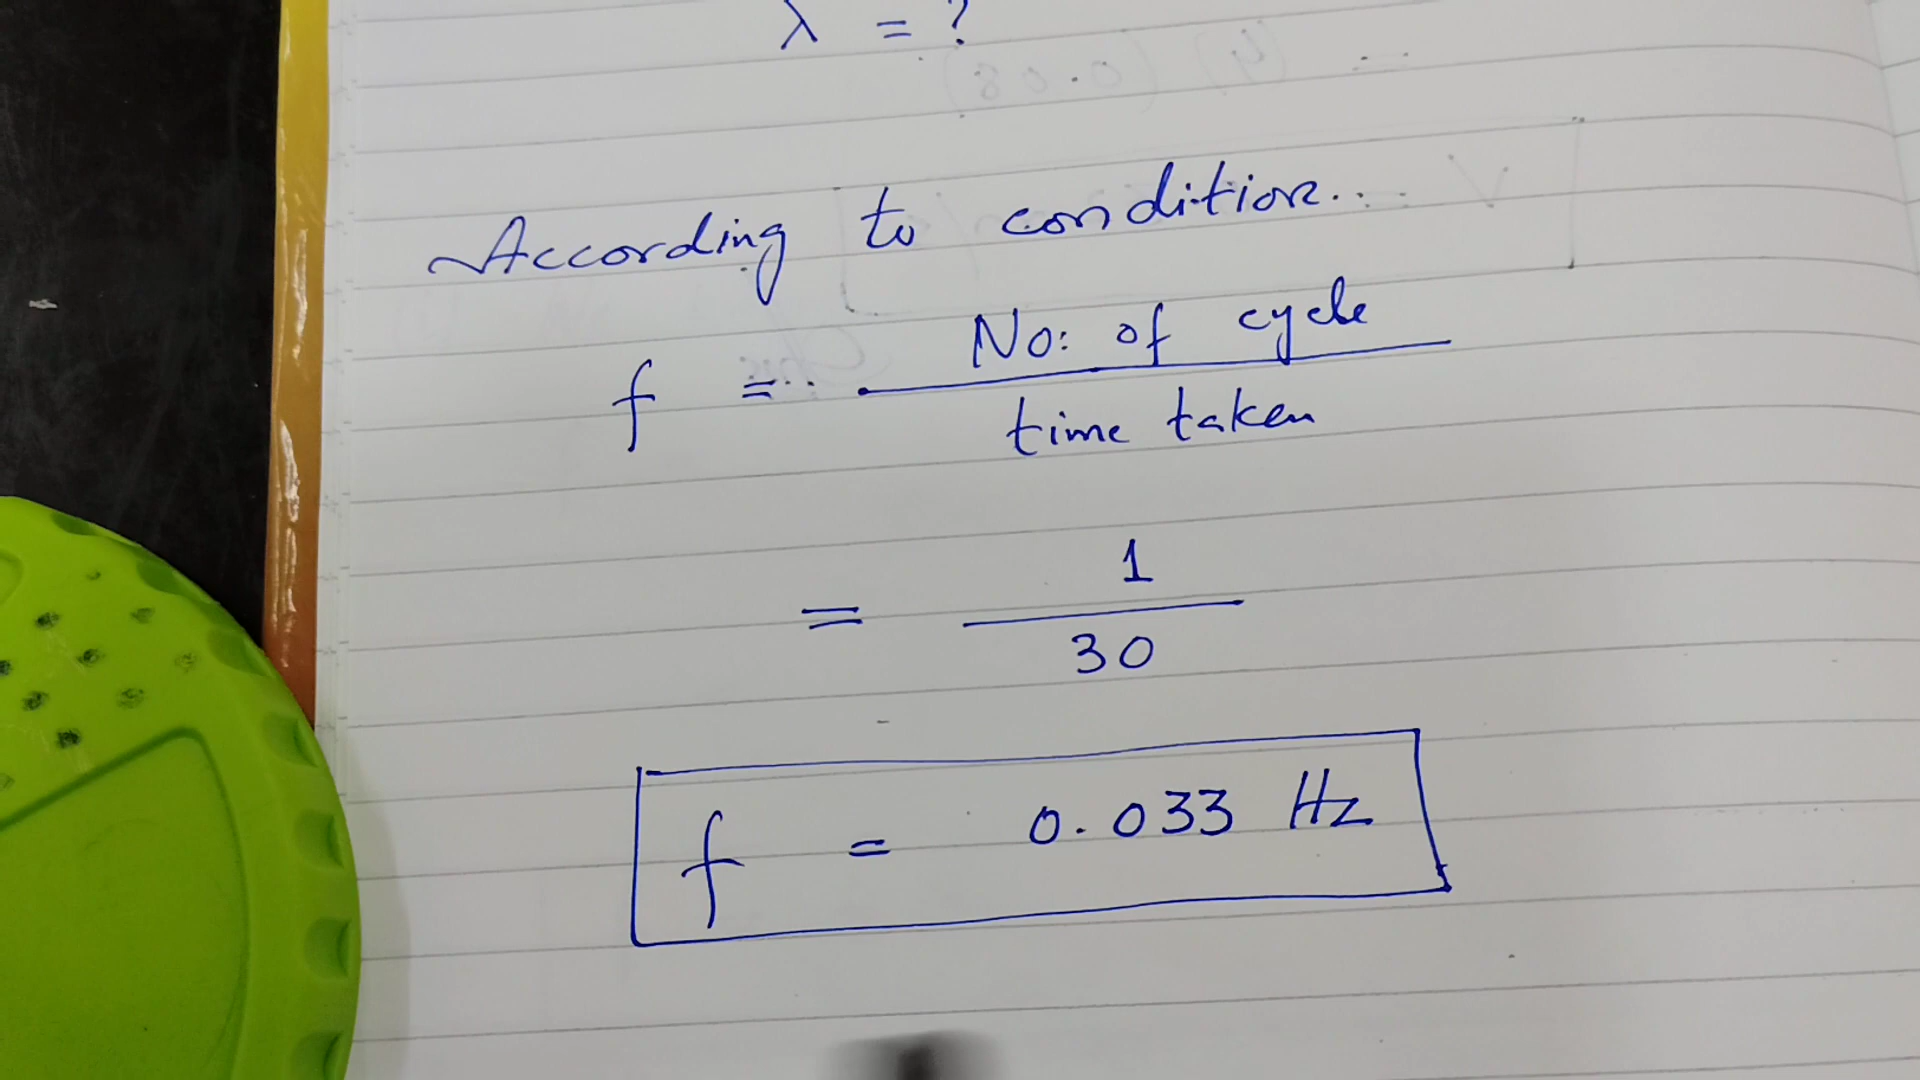 λ = ?
According to condition..
f = No: of cycle / time taken
= 1 / 30
f = 0.033 Hz